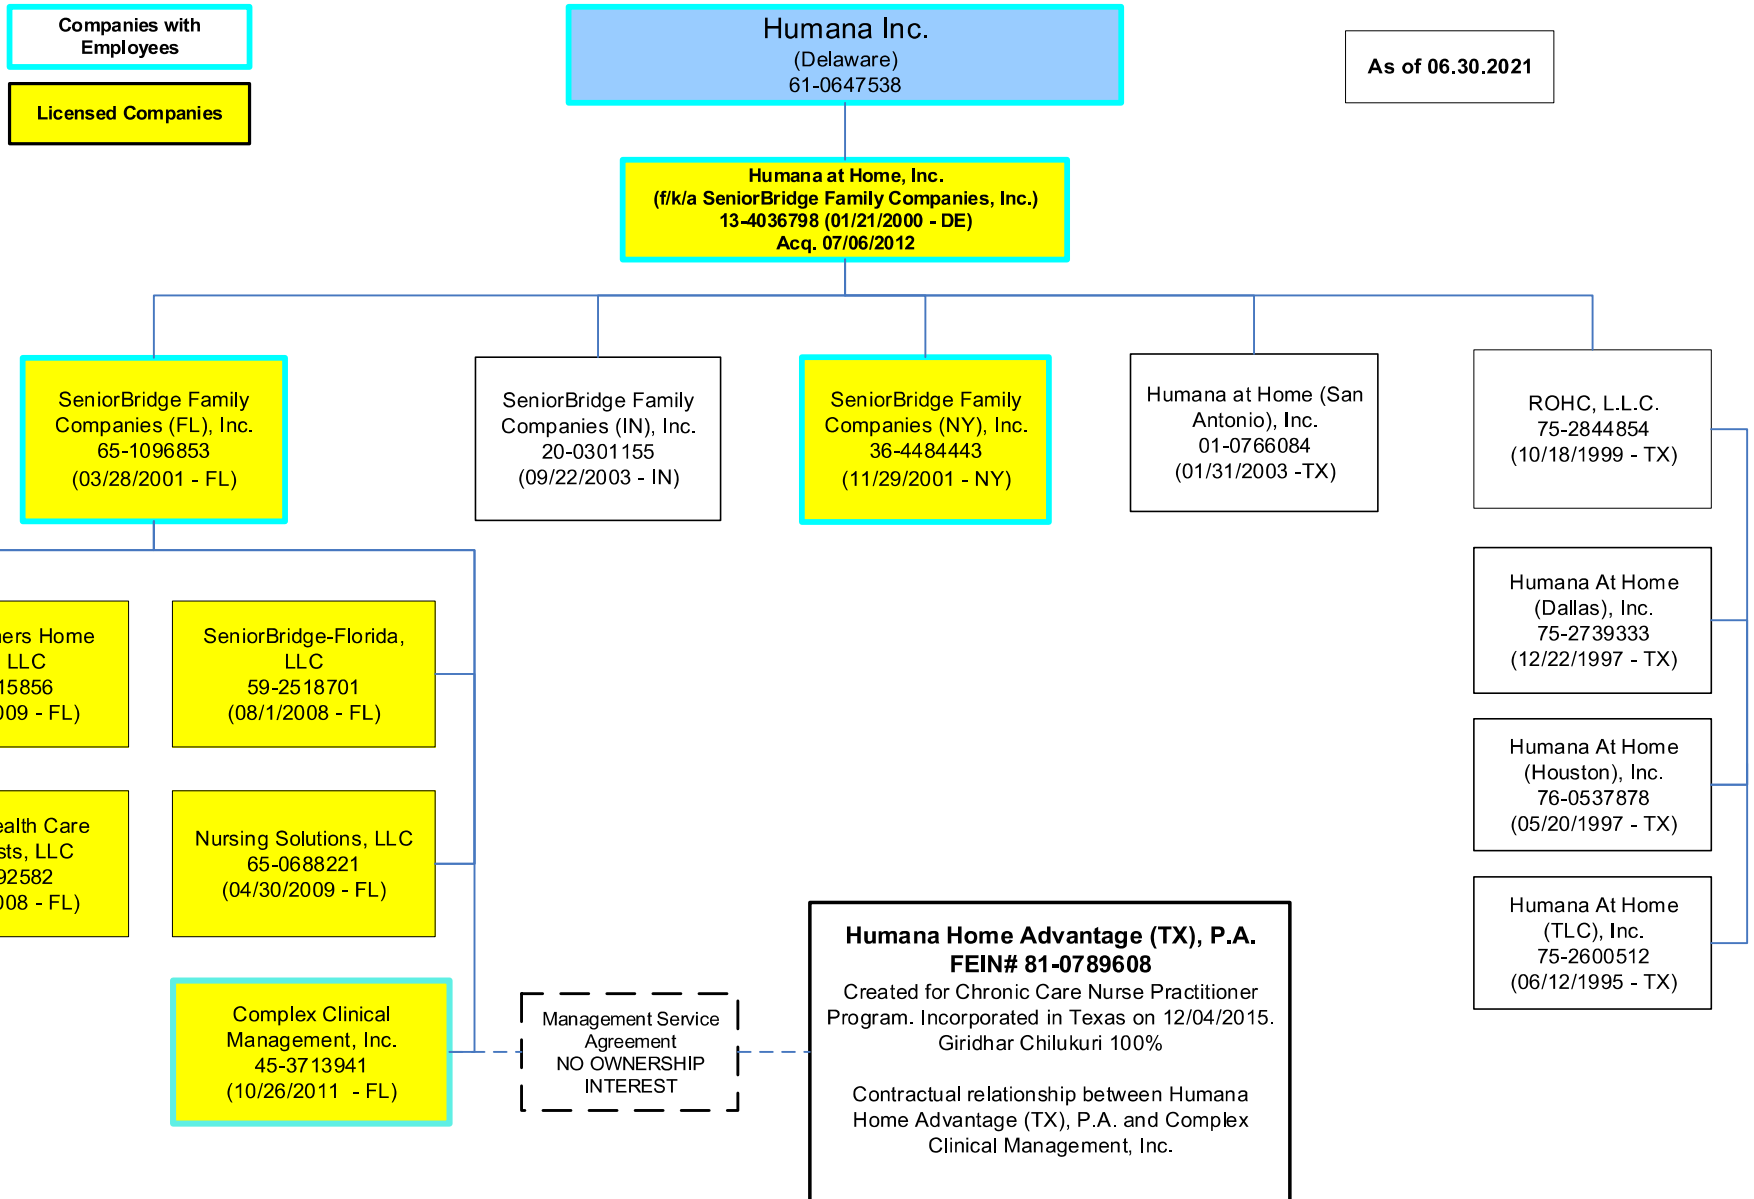 Companies with
Employees
Licensed Companies
Humana Inc.
(Delaware)
61-0647538
As of 06.30.2021
Humana at Home, Inc.
(f/k/a SeniorBridge Family Companies, Inc.)
13-4036798 (01/21/2000 - DE)
Acq. 07/06/2012
SeniorBridge Family
Companies (FL), Inc.
65-1096853
(03/28/2001 - FL)
SeniorBridge Family
Companies (IN), Inc.
20-0301155
(09/22/2003 - IN)
SeniorBridge Family
Companies (NY), Inc.
36-4484443
(11/29/2001 - NY)
Humana at Home (San
Antonio), Inc.
01-0766084
(01/31/2003 -TX)
ROHC, L.L.C.
75-2844854
(10/18/1999 - TX)
Home
LLC
15856
- FL)
SeniorBridge-Florida,
LLC
59-2518701
(08/1/2008 - FL)
Humana At Home
(Dallas), Inc.
75-2739333
(12/22/1997 - TX)
Humana At Home
(Houston), Inc.
76-0537878
(05/20/1997 - TX)
Care
LLC
92582
- FL)
Nursing Solutions, LLC
65-0688221
(04/30/2009 - FL)
Humana At Home
(TLC), Inc.
75-2600512
(06/12/1995 - TX)
Complex Clinical
Management, Inc.
45-3713941
(10/26/2011 - FL)
Management Service
Agreement
NO OWNERSHIP
INTEREST
Humana Home Advantage (TX), P.A.
FEIN# 81-0789608
Created for Chronic Care Nurse Practitioner
Program. Incorporated in Texas on 12/04/2015.
Giridhar Chilukuri 100%
Contractual relationship between Humana
Home Advantage (TX), P.A. and Complex
Clinical Management, Inc.